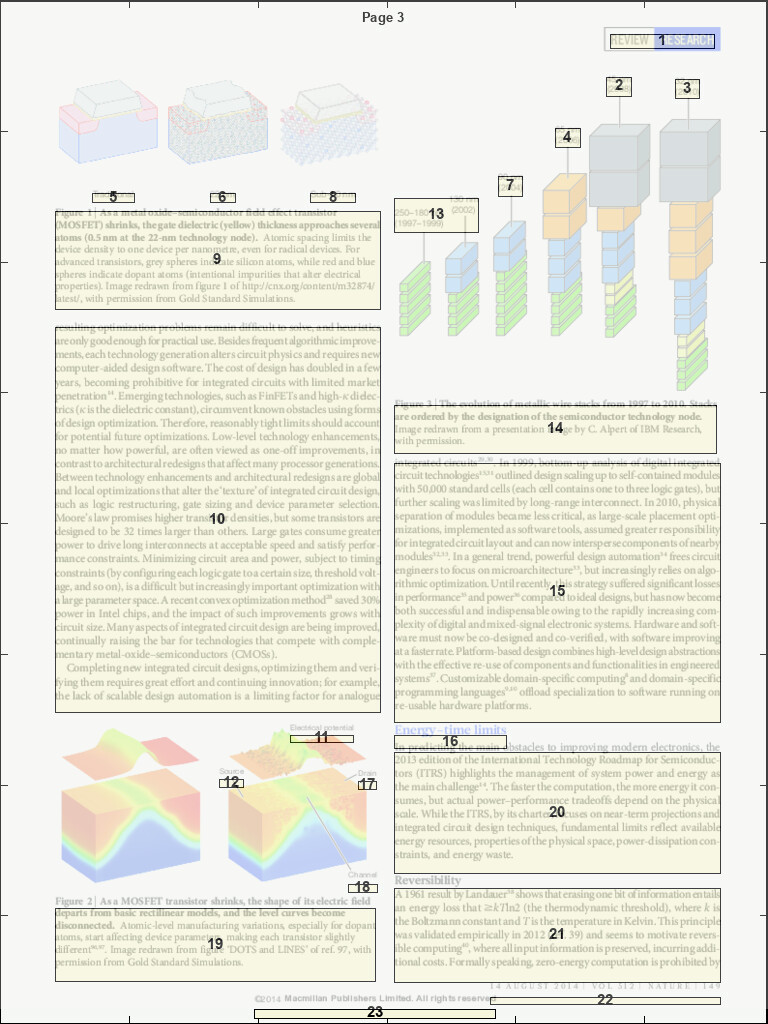 Page 3
REVIEW RESEARCH
1
2
3
4
5
6
7
8
250–180
(1997–1999)
13
130 nm
(2002)
Figure 1 | As a metal oxide–semiconductor field effect transistor
(MOSFET) shrinks, the gate dielectric (yellow) thickness approaches several
atoms (0.5 nm at the 22-nm technology node). Atomic spacing limits the
device density to one device per nanometre, even for radical devices. For
advanced transistors, grey spheres indicate silicon atoms, while red and blue
9
spheres indicate dopant atoms (intentional impurities that alter electrical
properties). Image redrawn from figure 1 of http://cnx.org/content/m32874/
latest/, with permission from Gold Standard Simulations.
resulting optimization problems remain difficult to solve, and heuristics
are only good enough for practical use. Besides frequent algorithmic improve-
ments, each technology generation alters circuit physics and requires new
computer-aided design software. The cost of design has doubled in a few
years, becoming prohibitive for integrated circuits with limited market
penetration¹⁴. Emerging technologies, such as FinFETs and high-κ dielec-
trics (κ is the dielectric constant), circumvent known obstacles using forms
of design optimization. Therefore, reasonably tight limits should account
for potential future optimizations. Low-level technology enhancements,
no matter how powerful, are often viewed as one-off improvements, in
contrast to architectural redesigns that affect many processor generations.
Between technology enhancements and architectural redesigns are global
and local optimizations that alter the 'texture' of integrated circuit design,
such as logic restructuring, gate sizing and device parameter selection.
Moore's law promises higher transistor densities, but some transistors are
10
designed to be 32 times larger than others. Large gates consume greater
power to drive long interconnects at acceptable speed and satisfy perfor-
mance constraints. Minimizing circuit area and power, subject to timing
constraints (by configuring each logic gate to a certain size, threshold volt-
age, and so on), is a difficult but increasingly important optimization with
a large parameter space. A recent convex optimization method²⁸ saved 30%
power in Intel chips, and the impact of such improvements grows with
circuit size. Many aspects of integrated circuit design are being improved,
continually raising the bar for technologies that compete with comple-
mentary metal-oxide–semiconductors (CMOSs).
Completing new integrated circuit designs, optimizing them and veri-
fying them requires great effort and continuing innovation; for example,
the lack of scalable design automation is a limiting factor for analogue
Electrical potential
11
Source
12
Drain
17
Channel
18
Figure 2 | As a MOSFET transistor shrinks, the shape of its electric field
departs from basic rectilinear models, and the level curves become
disconnected. Atomic-level manufacturing variations, especially for dopant
atoms, start affecting device parameters, making each transistor slightly
19
different. Image redrawn from figure 'DOTS and LINES' of ref. 97, with
permission from Gold Standard Simulations.
Figure 3 | The evolution of metallic wire stacks from 1997 to 2010. Stacks
are ordered by the designation of the semiconductor technology node.
14
Image redrawn from a presentation image by C. Alpert of IBM Research,
with permission.
integrated circuits. In 1999, bottom-up analysis of digital integrated
circuit technologies outlined design scaling up to self-contained modules
with 50,000 standard cells (each cell contains one to three logic gates), but
further scaling was limited by long-range interconnect. In 2010, physical
separation of modules became less critical, as large-scale placement opti-
mizations, implemented as software tools, assumed greater responsibility
for integrated circuit layout and can now intersperse components of nearby
modules. In a general trend, powerful design automation frees circuit
engineers to focus on microarchitecture, but increasingly relies on algo-
rithmic optimization. Until recently, this strategy suffered significant losses
15
in performance and power compared to ideal designs, but has now become
both successful and indispensable owing to the rapidly increasing com-
plexity of digital and mixed-signal electronic systems. Hardware and soft-
ware must now be co-designed and co-verified, with software improving
at a faster rate. Platform-based design combines high-level design abstractions
with the effective re-use of components and functionalities in engineered
systems. Customizable domain-specific computing and domain-specific
programming languages offload specialization to software running on
re-usable hardware platforms.
Energy–time limits
16
In predicting the main obstacles to improving modern electronics, the
2013 edition of the International Technology Roadmap for Semiconduc-
tors (ITRS) highlights the management of system power and energy as
the main challenge¹⁴. The faster the computation, the more energy it con-
sumes, but actual power–performance tradeoffs depend on the physical
scale. While the ITRS, by its charter, focuses on near-term projections and
20
integrated circuit design techniques, fundamental limits reflect available
energy resources, properties of the physical space, power-dissipation con-
straints, and energy waste.
Reversibility
A 1961 result by Landauer shows that erasing one bit of information entails
an energy loss that ≥kTln2 (the thermodynamic threshold), where k is
the Boltzmann constant and T is the temperature in Kelvin. This principle
was validated empirically in 2012 (ref. 39) and seems to motivate revers-
21
ible computing⁴⁰, where all input information is preserved, incurring addi-
tional costs. Formally speaking, zero-energy computation is prohibited by
14 AUGUST 2014 | VOL 512 | NATURE | 149
22
©2014 Macmillan Publishers Limited. All rights reserved
23